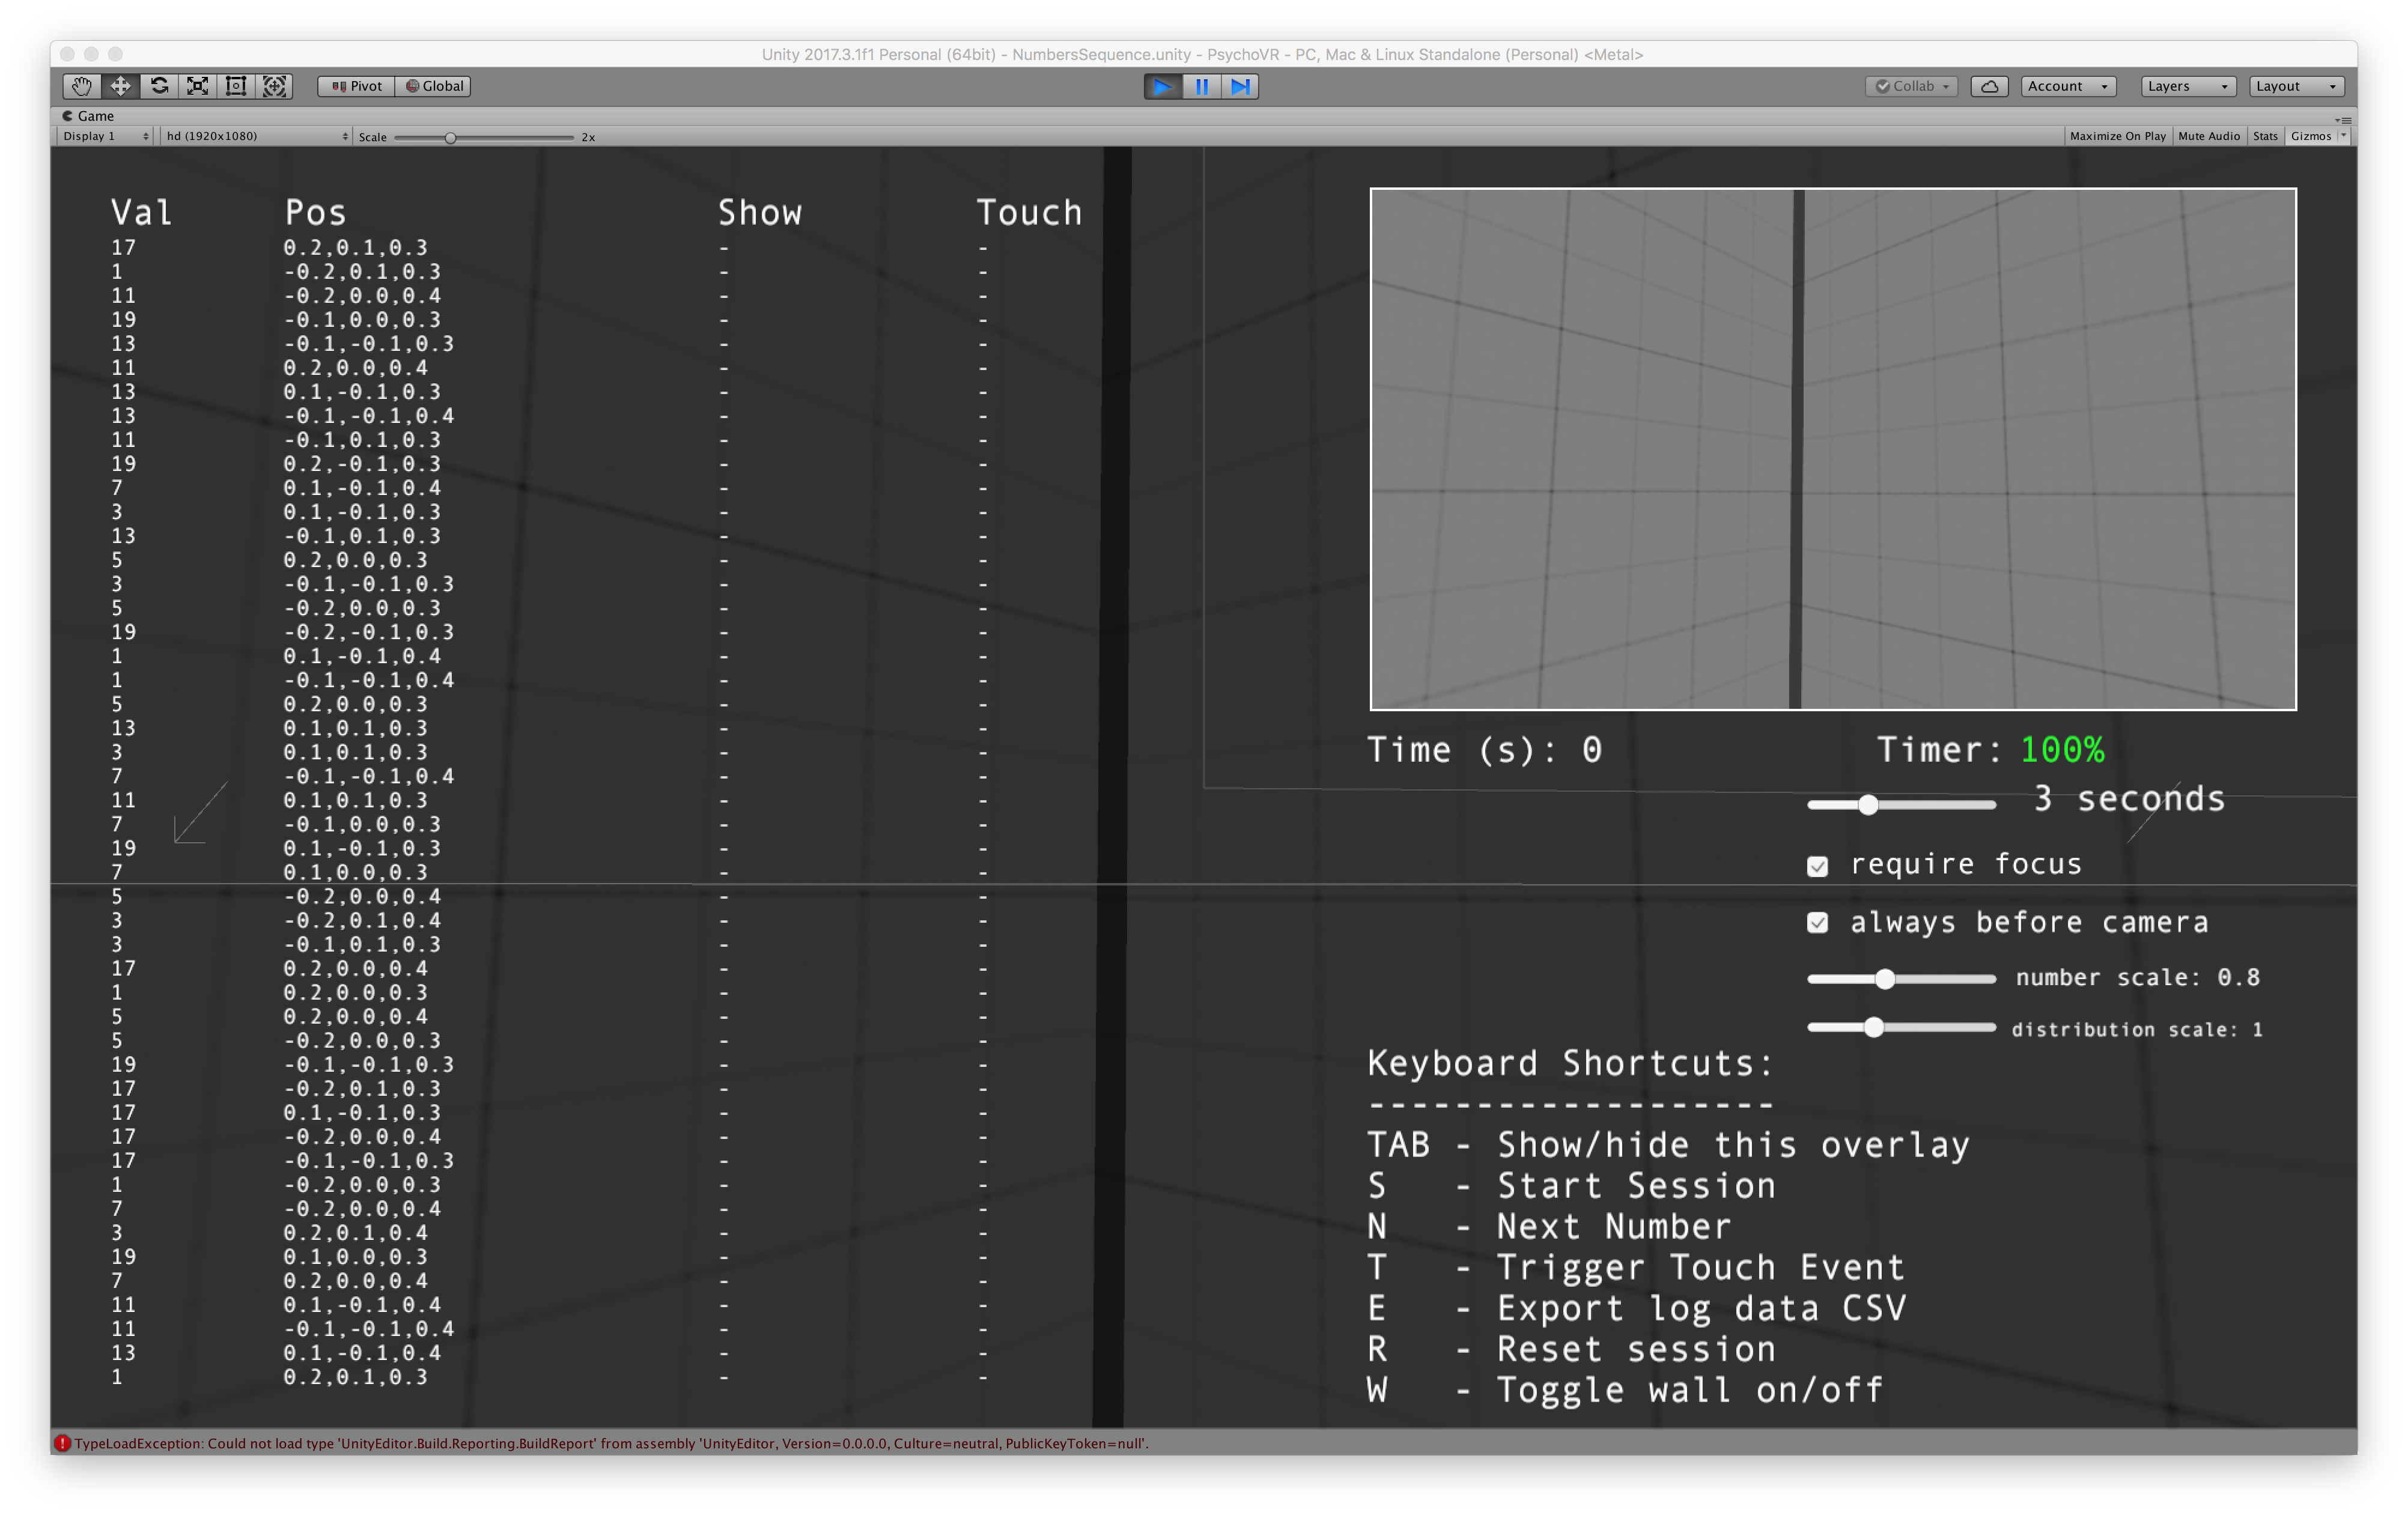 Unity 2017.3.1f1 Personal (64bit) - NumbersSequence.unity - PsychoVR - PC, Mac & Linux Standalone (Personal) <Metal>
Pivot Global Collab Account Layers Layout
Game
Display 1 hd (1920x1080) Scale 2x Maximize On Play Mute Audio Stats Gizmos
Val Pos Show Touch
17 0.2,0.1,0.3 - -
1 -0.2,0.1,0.3 - -
11 -0.2,0.0,0.4 - -
19 -0.1,0.0,0.3 - -
13 -0.1,-0.1,0.3 - -
11 0.2,0.0,0.4 - -
13 0.1,-0.1,0.3 - -
13 -0.1,-0.1,0.4 - -
11 -0.1,0.1,0.3 - -
19 0.2,-0.1,0.3 - -
7 0.1,-0.1,0.4 - -
3 0.1,-0.1,0.3 - -
13 -0.1,0.1,0.3 - -
5 0.2,0.0,0.3 - -
3 -0.1,-0.1,0.3 - -
5 -0.2,0.0,0.3 - -
19 -0.2,-0.1,0.3 - -
1 0.1,-0.1,0.4 - -
1 -0.1,-0.1,0.4 - -
5 0.2,0.0,0.3 - -
13 0.1,0.1,0.3 - -
3 0.1,0.1,0.3 - -
7 -0.1,-0.1,0.4 - -
11 0.1,0.1,0.3 - -
7 -0.1,0.0,0.3 - -
19 0.1,-0.1,0.3 - -
7 0.1,0.0,0.3 - -
5 -0.2,0.0,0.4 - -
3 -0.2,0.1,0.4 - -
3 -0.1,0.1,0.3 - -
17 0.2,0.0,0.4 - -
1 0.2,0.0,0.3 - -
5 0.2,0.0,0.4 - -
5 -0.2,0.0,0.3 - -
19 -0.1,-0.1,0.3 - -
17 -0.2,0.1,0.3 - -
17 0.1,-0.1,0.3 - -
17 -0.2,0.0,0.4 - -
17 -0.1,-0.1,0.3 - -
1 -0.2,0.0,0.3 - -
7 -0.2,0.0,0.4 - -
3 0.2,0.1,0.4 - -
19 0.1,0.0,0.3 - -
7 0.2,0.0,0.4 - -
11 0.1,-0.1,0.4 - -
11 -0.1,-0.1,0.4 - -
13 0.1,-0.1,0.4 - -
1 0.2,0.1,0.3 - -
Time (s): 0 Timer: 100%
3 seconds
require focus
always before camera
number scale: 0.8
distribution scale: 1
Keyboard Shortcuts:
-------------------
TAB - Show/hide this overlay
S - Start Session
N - Next Number
T - Trigger Touch Event
E - Export log data CSV
R - Reset session
W - Toggle wall on/off
TypeLoadException: Could not load type 'UnityEditor.Build.Reporting.BuildReport' from assembly 'UnityEditor, Version=0.0.0.0, Culture=neutral, PublicKeyToken=null'.